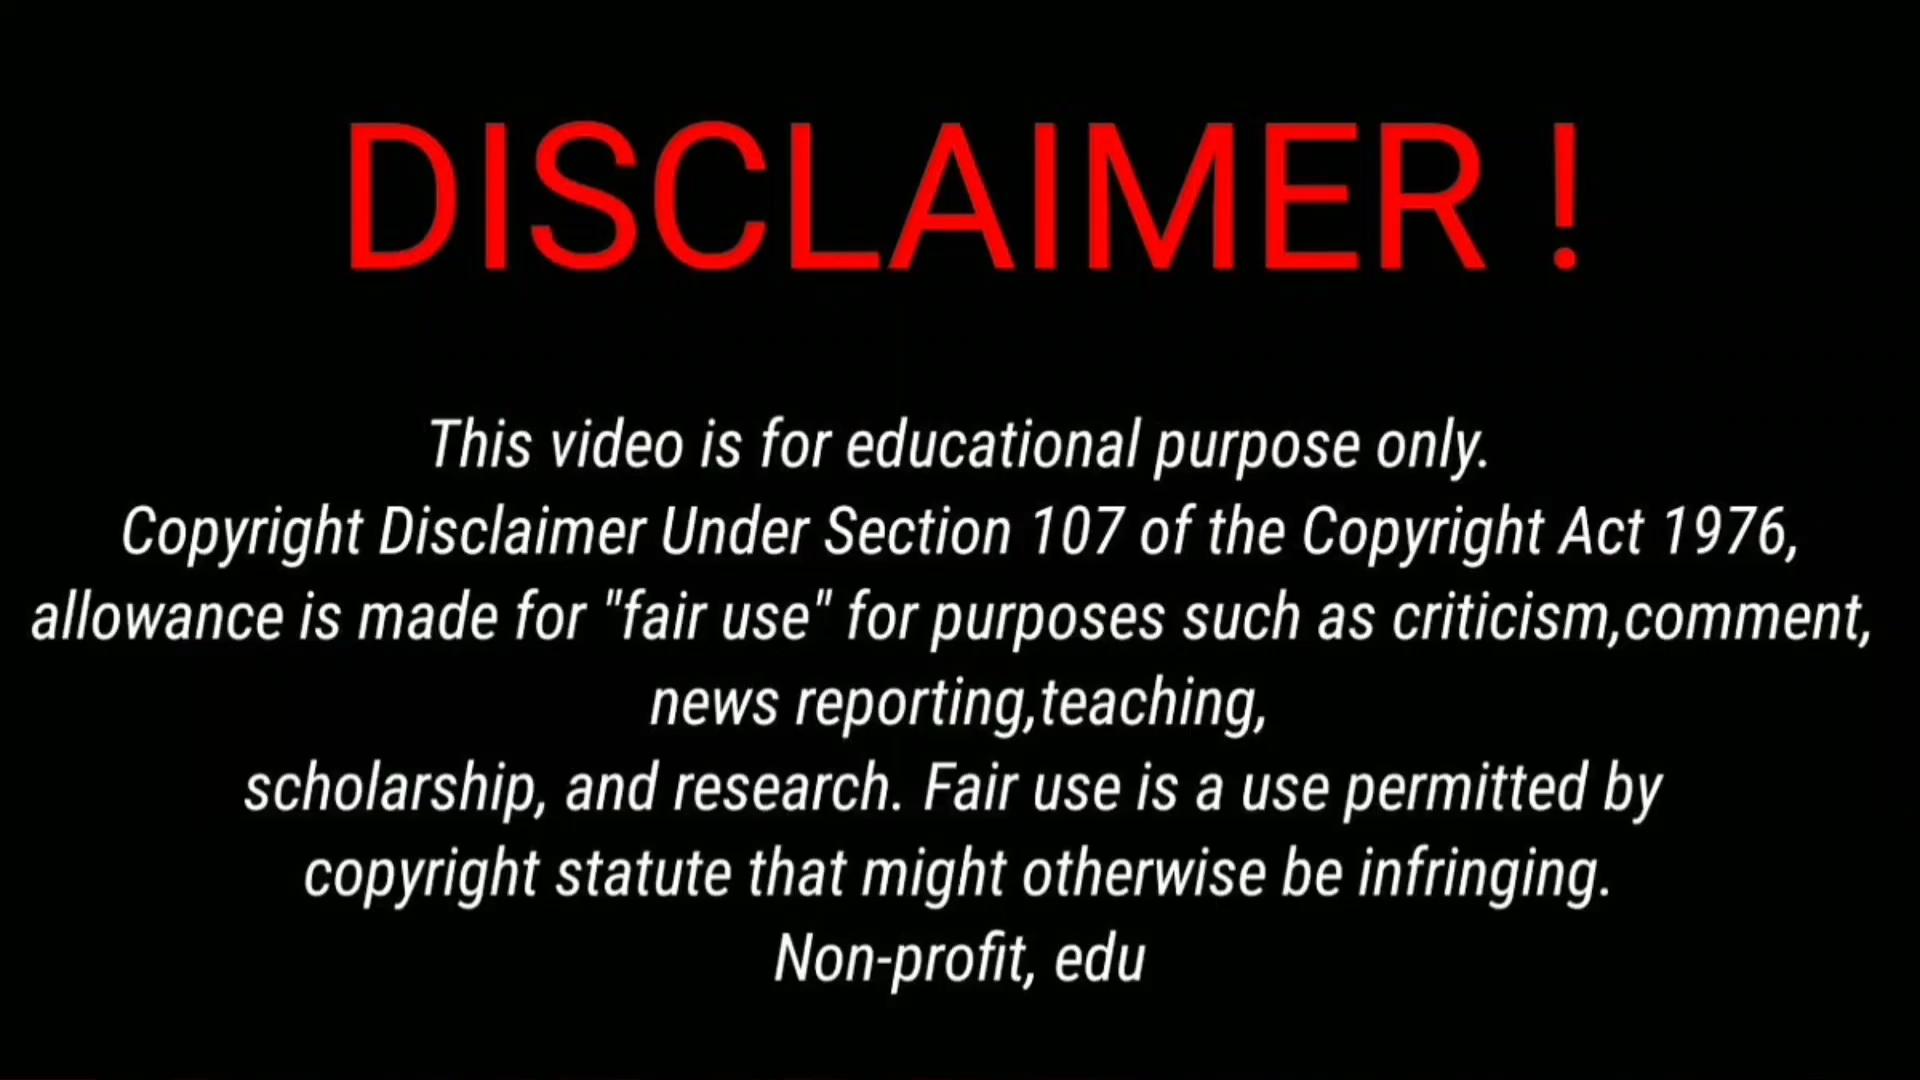 DISCLAIMER !
This video is for educational purpose only.
Copyright Disclaimer Under Section 107 of the Copyright Act 1976,
allowance is made for "fair use" for purposes such as criticism,comment,
news reporting,teaching,
scholarship, and research. Fair use is a use permitted by
copyright statute that might otherwise be infringing.
Non-profit, edu